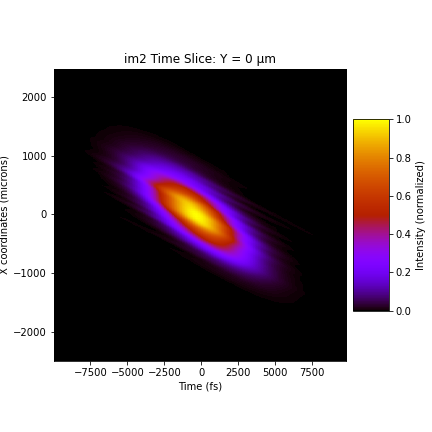 im2 Time Slice: Y = 0 μm
2000
1000
0
−1000
−2000
X coordinates (microns)
−7500 −5000 −2500 0 2500 5000 7500
Time (fs)
1.0
0.8
0.6
0.4
0.2
0.0
Intensity (normalized)